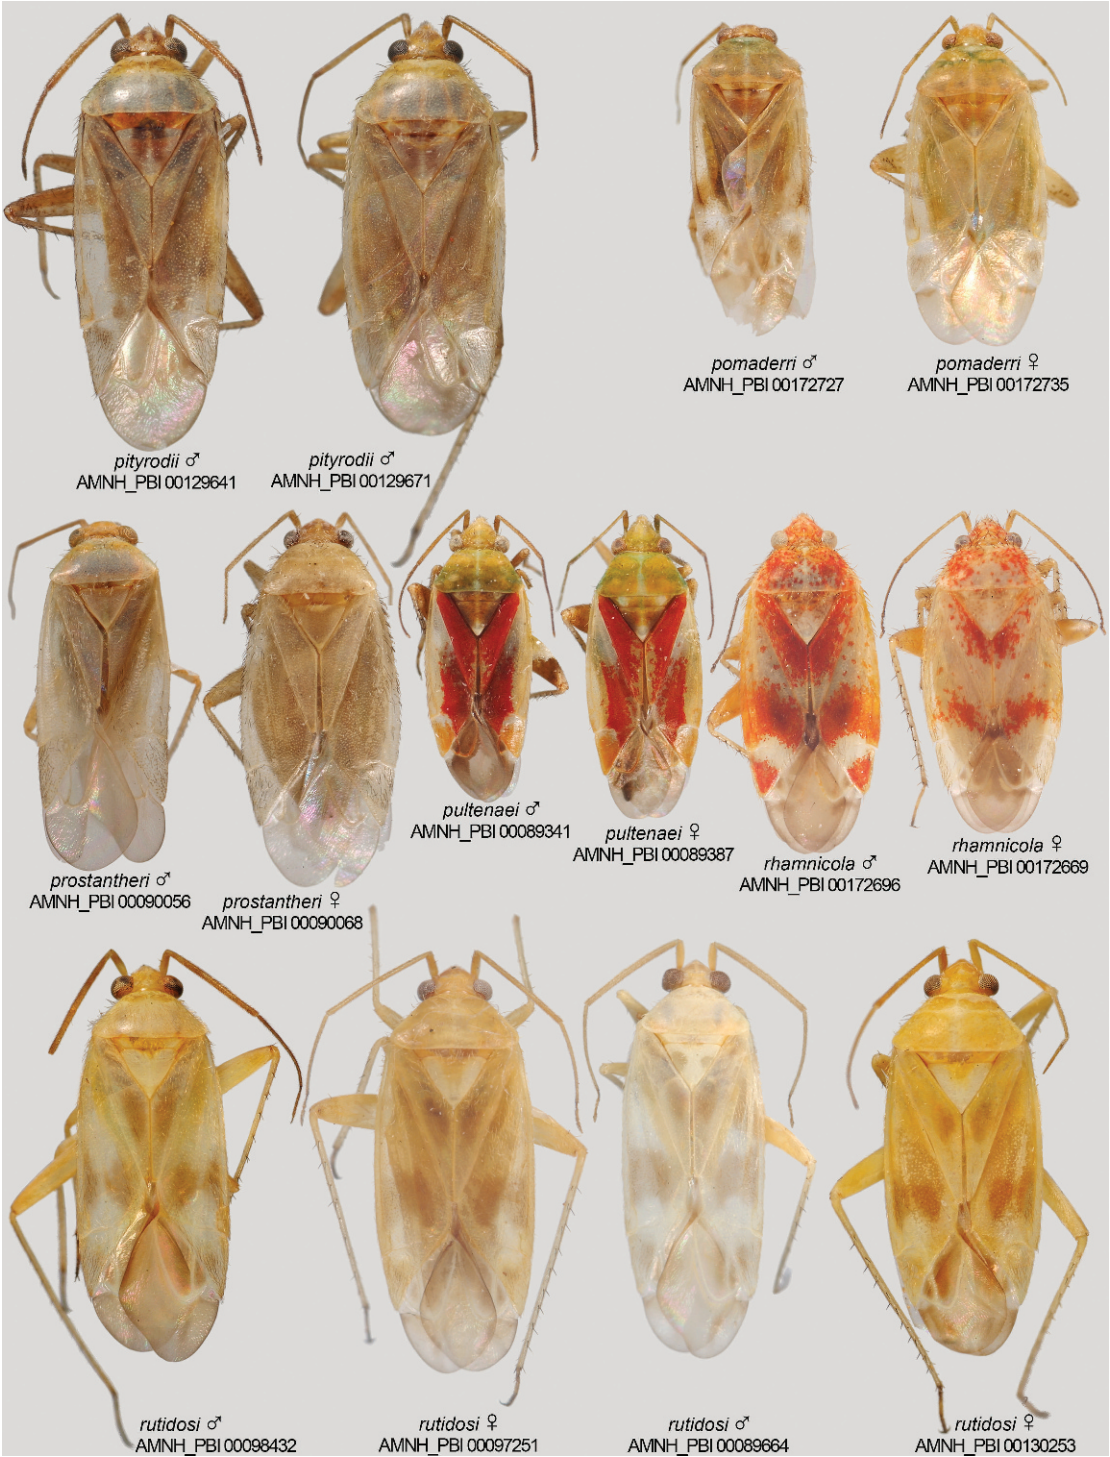 pomaderri ♂
AMNH_PBI 00172727
pomaderri ♀
AMNH_PBI 00172735
pityrodii ♂
AMNH_PBI 00129641
pityrodii ♂
AMNH_PBI 00129671
pultenaei ♂
AMNH_PBI 00089341
pultenaei ♀
AMNH_PBI 00089387
rhamnicola ♂
AMNH_PBI 00172696
rhamnicola ♀
AMNH_PBI 00172669
prostantheri ♂
AMNH_PBI 00090056
prostantheri ♀
AMNH_PBI 00090068
rutidosi ♂
AMNH_PBI 00098432
rutidosi ♀
AMNH_PBI 00097251
rutidosi ♂
AMNH_PBI 00089664
rutidosi ♀
AMNH_PBI 00130253